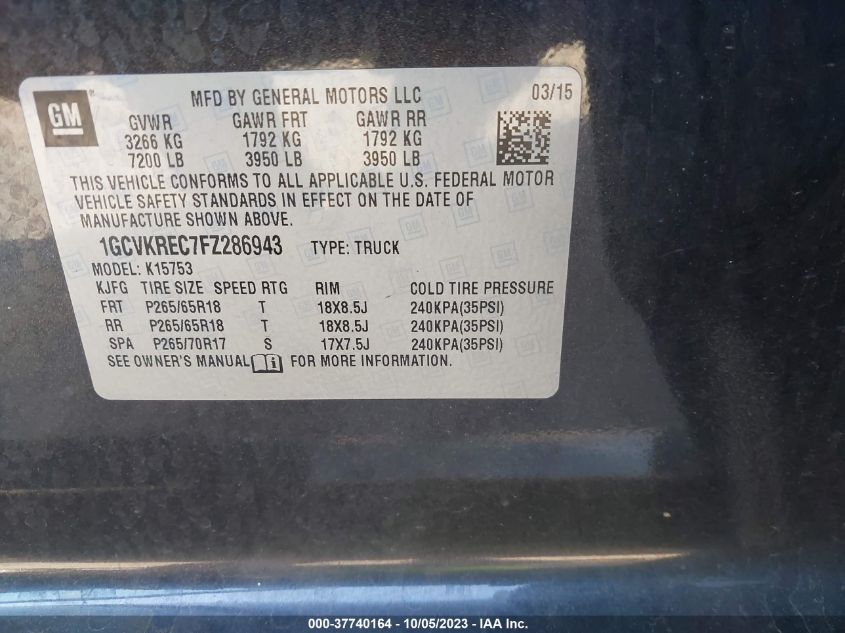 GM ®
MFD BY GENERAL MOTORS LLC 03/15
GVWR GAWR FRT GAWR RR
3266 KG 1792 KG 1792 KG
7200 LB 3950 LB 3950 LB
THIS VEHICLE CONFORMS TO ALL APPLICABLE U.S. FEDERAL MOTOR
VEHICLE SAFETY STANDARDS IN EFFECT ON THE DATE OF
MANUFACTURE SHOWN ABOVE.
1GCVKREC7FZ286943 TYPE: TRUCK
MODEL: K15753
KJFG TIRE SIZE SPEED RTG RIM COLD TIRE PRESSURE
FRT P265/65R18 T 18X8.5J 240KPA(35PSI)
RR P265/65R18 T 18X8.5J 240KPA(35PSI)
SPA P265/70R17 S 17X7.5J 240KPA(35PSI)
SEE OWNER'S MANUAL i FOR MORE INFORMATION.
000-37740164 - 10/05/2023 - IAA Inc.